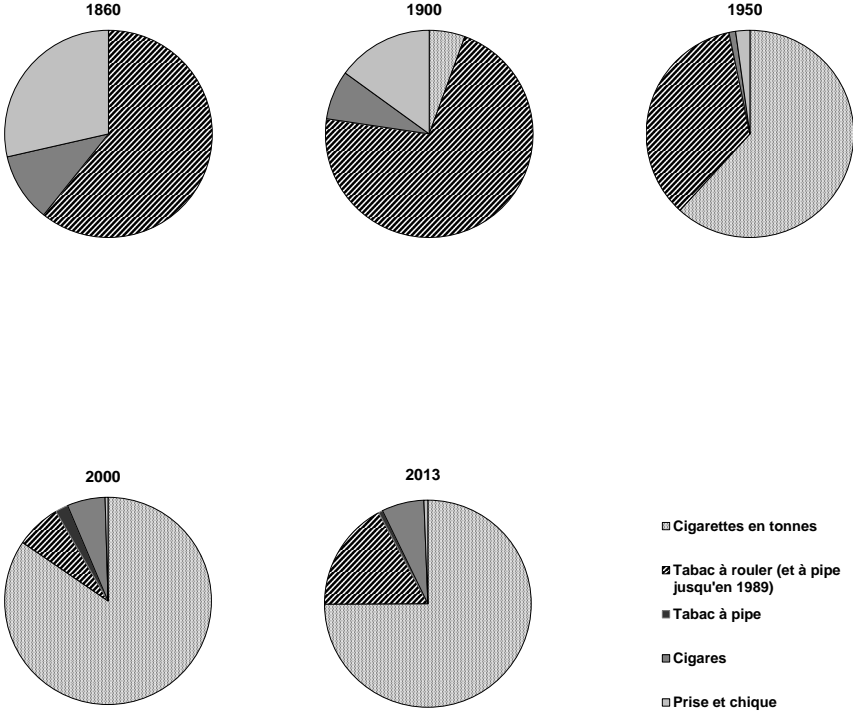 1860
1900
1950
2000
2013
Cigarettes en tonnes
Tabac à rouler (et à pipe
jusqu'en 1989)
Tabac à pipe
Cigares
Prise et chique